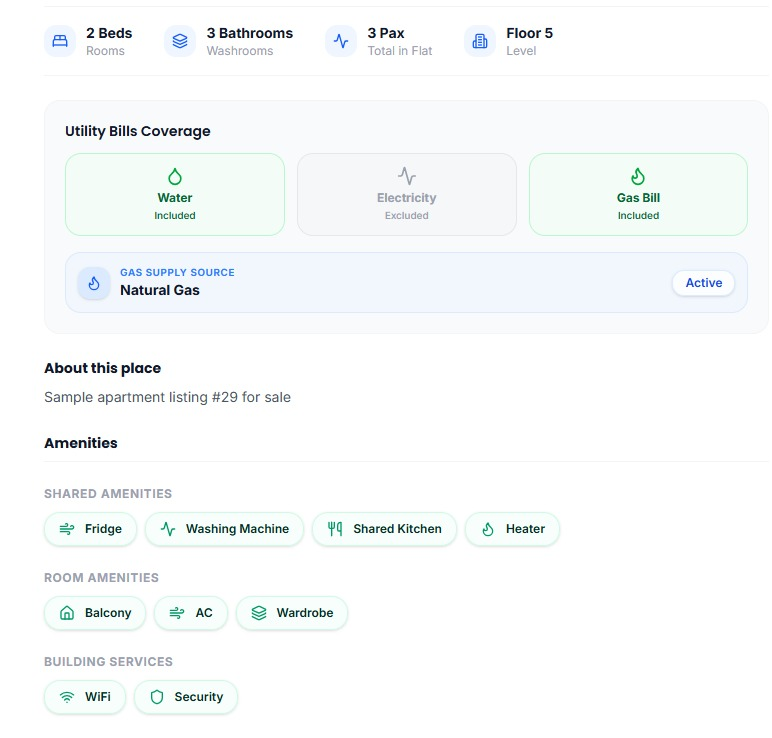 2 Beds
Rooms
3 Bathrooms
Washrooms
3 Pax
Total in Flat
Floor 5
Level
Utility Bills Coverage
Water
Included
Electricity
Excluded
Gas Bill
Included
GAS SUPPLY SOURCE
Natural Gas
Active
About this place
Sample apartment listing #29 for sale
Amenities
SHARED AMENITIES
Fridge
Washing Machine
Shared Kitchen
Heater
ROOM AMENITIES
Balcony
AC
Wardrobe
BUILDING SERVICES
WiFi
Security